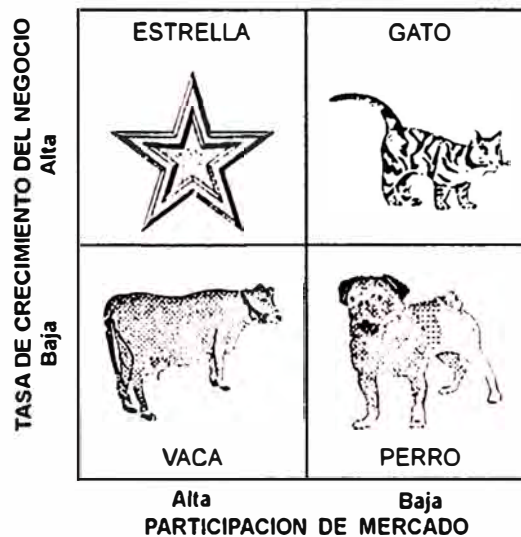 TASA DE CRECIMIENTO DEL NEGOCIO
Alta
Baja
ESTRELLA
GATO
VACA
PERRO
Alta
Baja
PARTICIPACION DE MERCADO